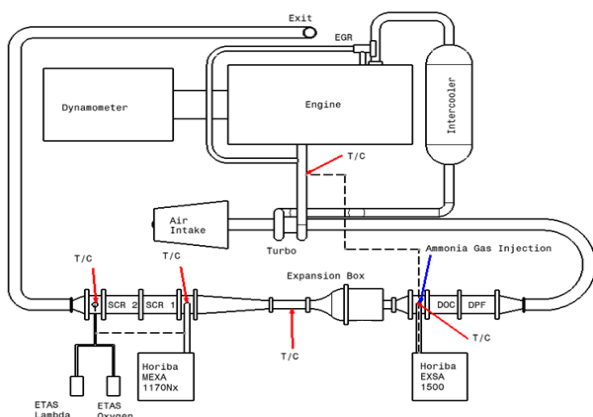 Exit
EGR
Dynamometer
Engine
Intercooler
T/C
Air
Intake
Turbo
Ammonia Gas Injection
T/C
T/C
Expansion Box
SCR 2
SCR 1
DOC
DPF
T/C
T/C
Horiba
MEXA
1170Nx
Horiba
EXSA
1500
ETAS
Lambda
ETAS
Oxygen